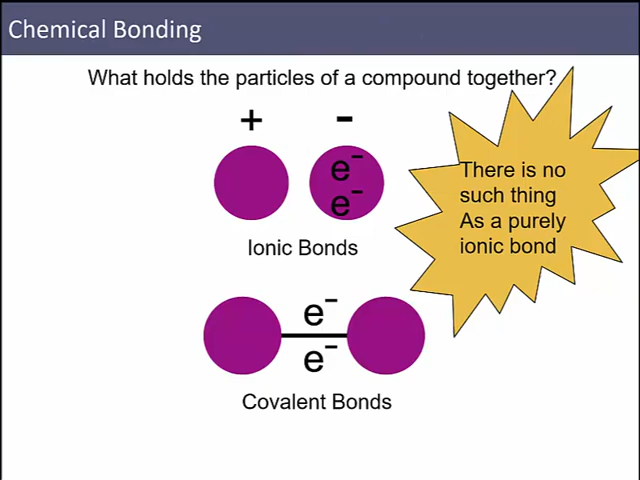 Chemical Bonding
What holds the particles of a compound together?
+ -
e⁻
e⁻
There is no
such thing
As a purely
ionic bond
Ionic Bonds
e⁻
e⁻
Covalent Bonds